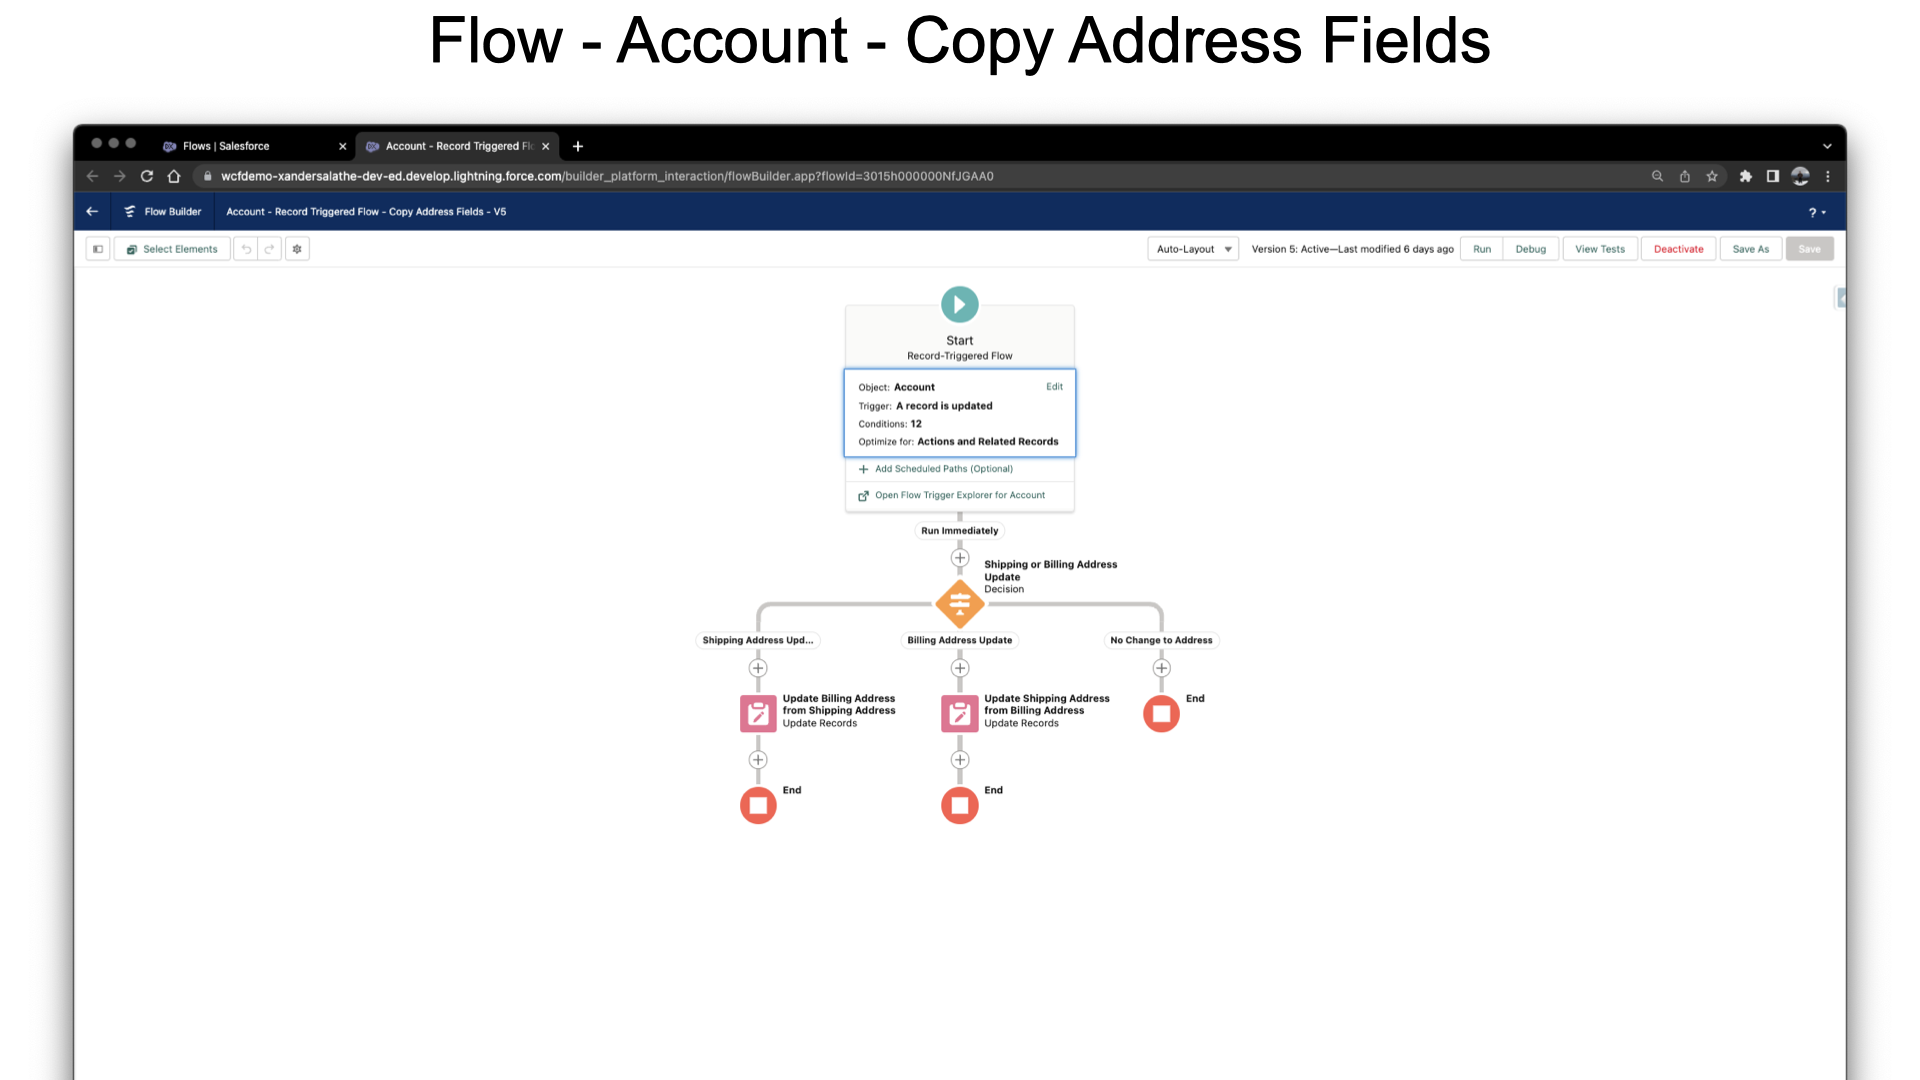 Flow - Account - Copy Address Fields
Flows | Salesforce
Account - Record Triggered Fl
wcfdemo-xandersalathe-dev-ed.develop.lightning.force.com/builder_platform_interaction/flowBuilder.app?flowId=3015h000000NfJGAA0
Flow Builder
Account - Record Triggered Flow - Copy Address Fields - V5
?
Select Elements
Auto-Layout
Version 5: Active—Last modified 6 days ago
Run
Debug
View Tests
Deactivate
Save As
Save
Start
Record-Triggered Flow
Object: Account
Edit
Trigger: A record is updated
Conditions: 12
Optimize for: Actions and Related Records
Add Scheduled Paths (Optional)
Open Flow Trigger Explorer for Account
Run Immediately
Shipping or Billing Address
Update
Decision
Shipping Address Upd...
Billing Address Update
No Change to Address
Update Billing Address
from Shipping Address
Update Records
Update Shipping Address
from Billing Address
Update Records
End
End
End